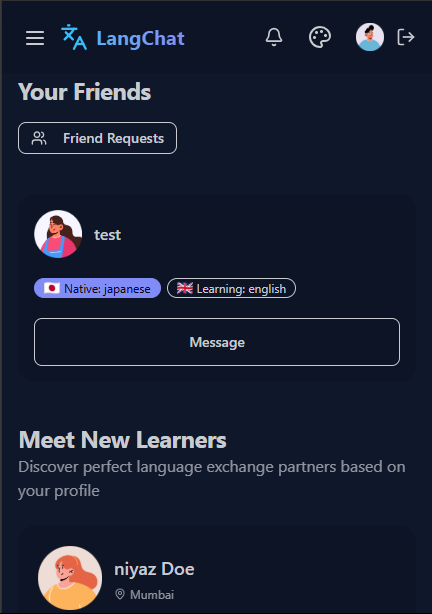 LangChat
Your Friends
Friend Requests
test
Native: japanese
Learning: english
Message
Meet New Learners
Discover perfect language exchange partners based on
your profile
niyaz Doe
Mumbai